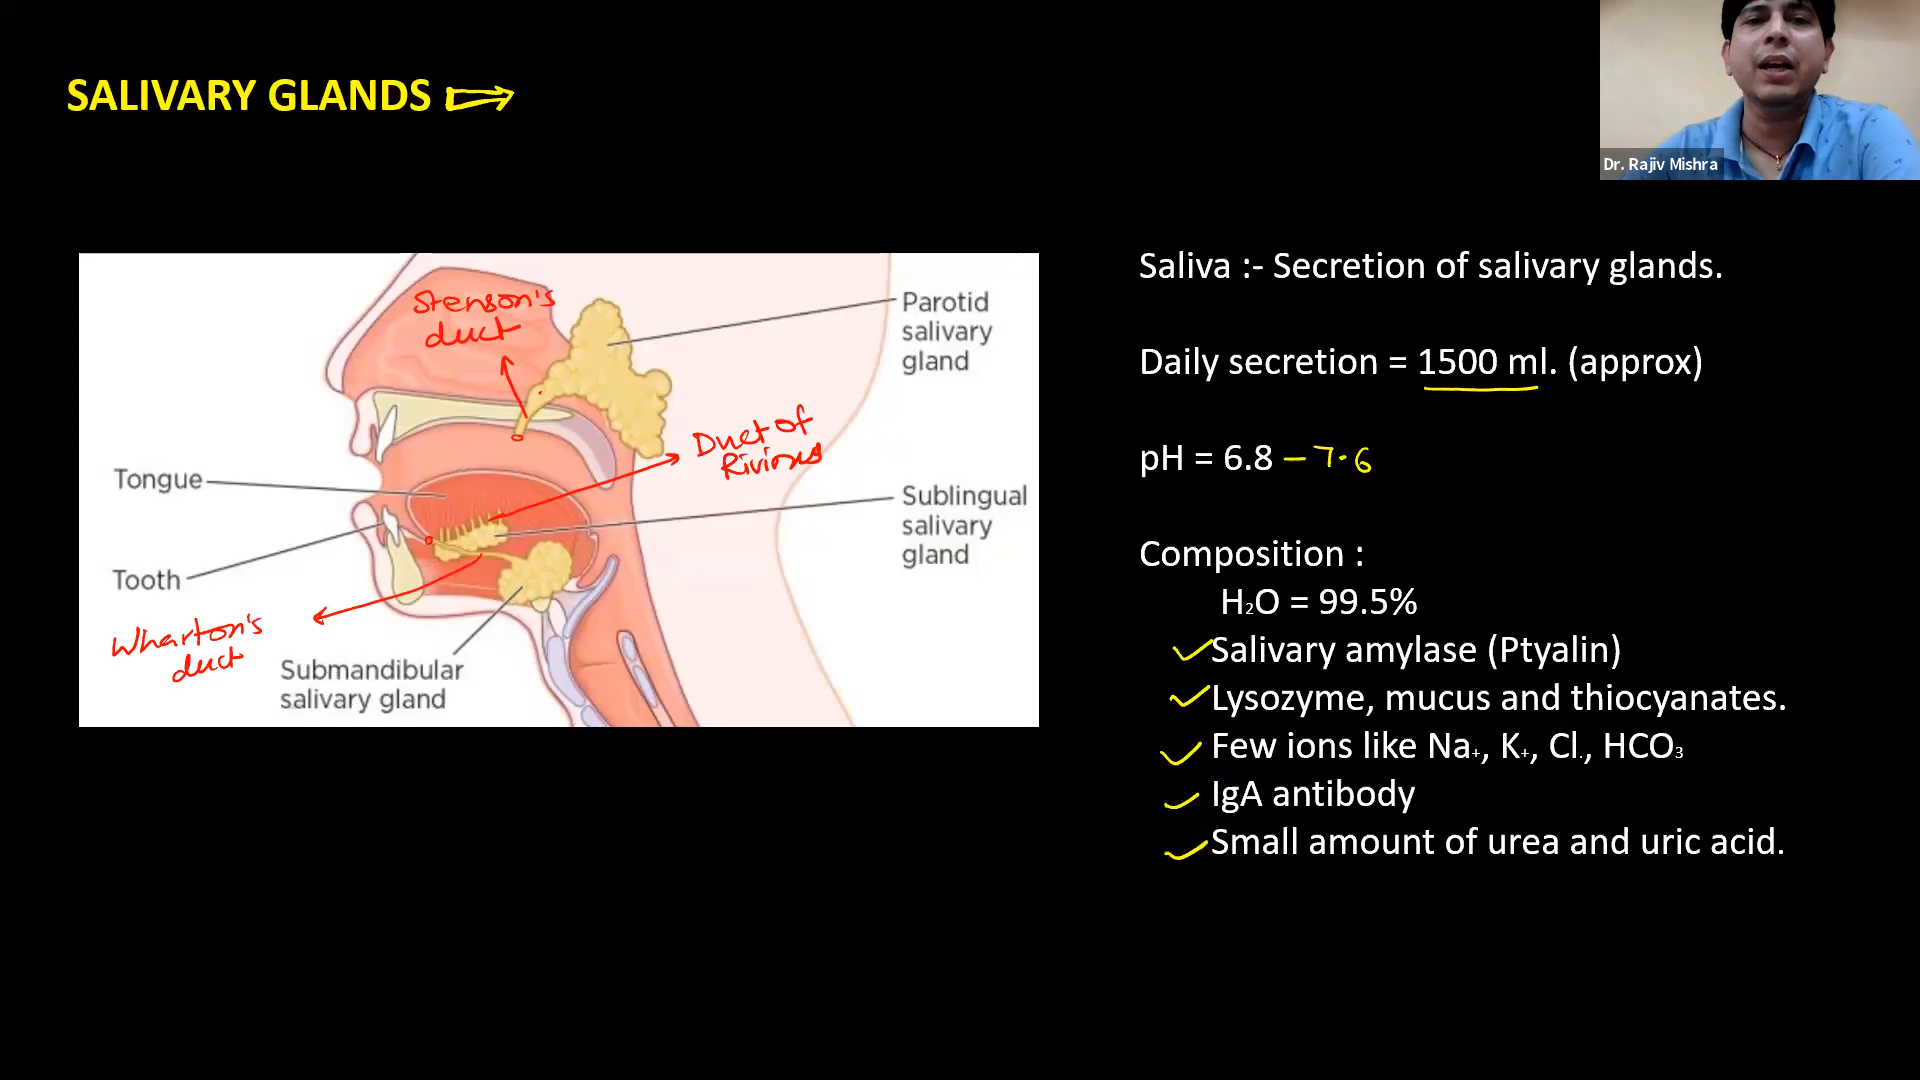 SALIVARY GLANDS
Dr. Rajiv Mishra
Stenson's
duct
Parotid
salivary
gland
Duct of
Rivinus
Tongue
Sublingual
salivary
gland
Tooth
Wharton's
duct
Submandibular
salivary gland
Saliva :- Secretion of salivary glands.
Daily secretion = 1500 ml. (approx)
pH = 6.8 – 7.6
Composition :
H₂O = 99.5%
Salivary amylase (Ptyalin)
Lysozyme, mucus and thiocyanates.
Few ions like Na₊, K₊, Cl₋, HCO₃
IgA antibody
Small amount of urea and uric acid.